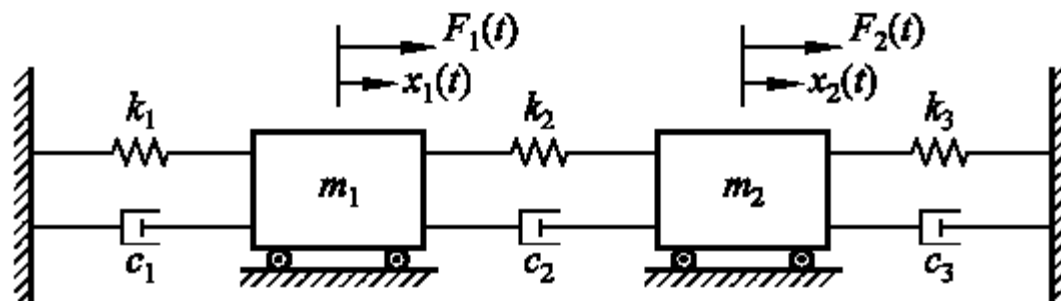 F₁(t) F₂(t)
x₁(t) x₂(t)
k₁ k₂ k₃
m₁ m₂
c₁ c₂ c₃